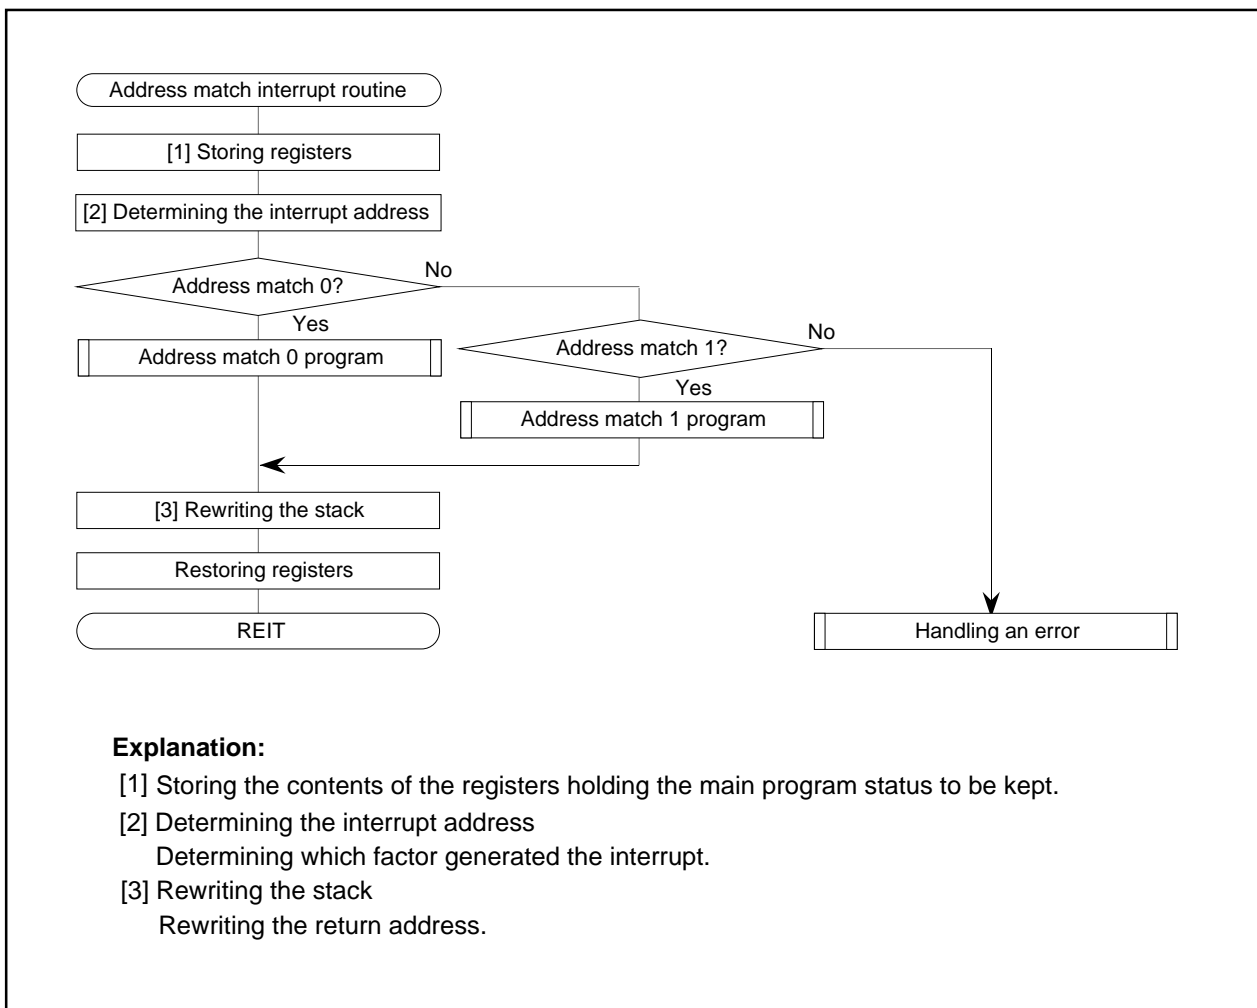 Address match interrupt routine
[1] Storing registers
[2] Determining the interrupt address
Address match 0?
No
Yes
Address match 0 program
Address match 1?
No
Yes
Address match 1 program
[3] Rewriting the stack
Restoring registers
REIT
Handling an error
Explanation:
[1] Storing the contents of the registers holding the main program status to be kept.
[2] Determining the interrupt address
Determining which factor generated the interrupt.
[3] Rewriting the stack
Rewriting the return address.